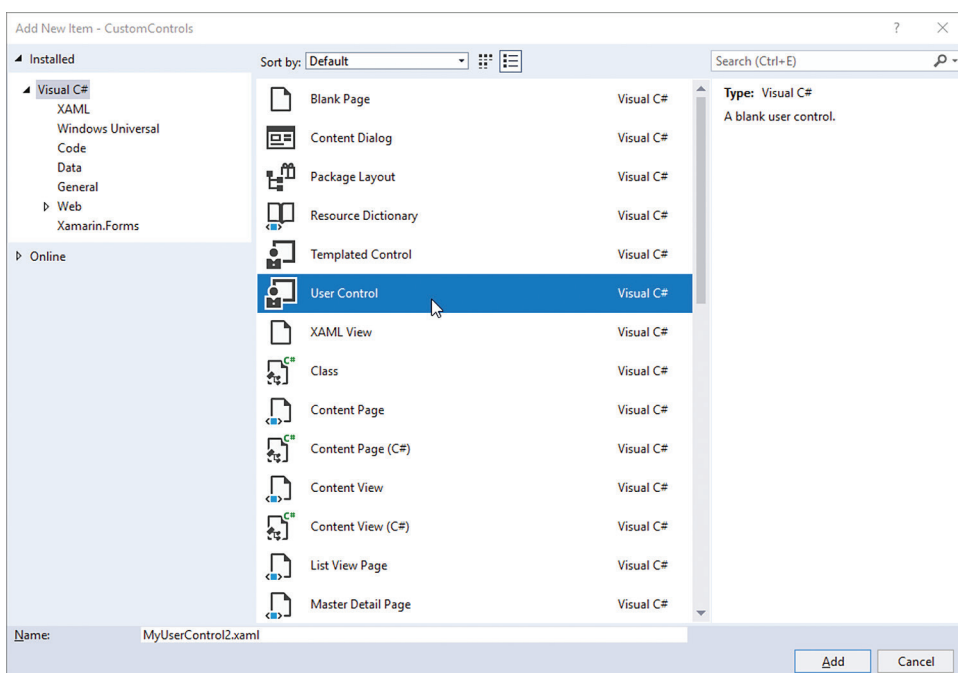 Add New Item - CustomControls
Installed
Sort by: Default
Search (Ctrl+E)
Visual C#
XAML
Windows Universal
Code
Data
General
Web
Xamarin.Forms
Online
Blank Page Visual C#
Content Dialog Visual C#
Package Layout Visual C#
Resource Dictionary Visual C#
Templated Control Visual C#
User Control Visual C#
XAML View Visual C#
C# Class Visual C#
Content Page Visual C#
C# Content Page (C#) Visual C#
Content View Visual C#
C# Content View (C#) Visual C#
List View Page Visual C#
Master Detail Page Visual C#
Type: Visual C#
A blank user control.
Name: MyUserControl2.xaml
Add Cancel